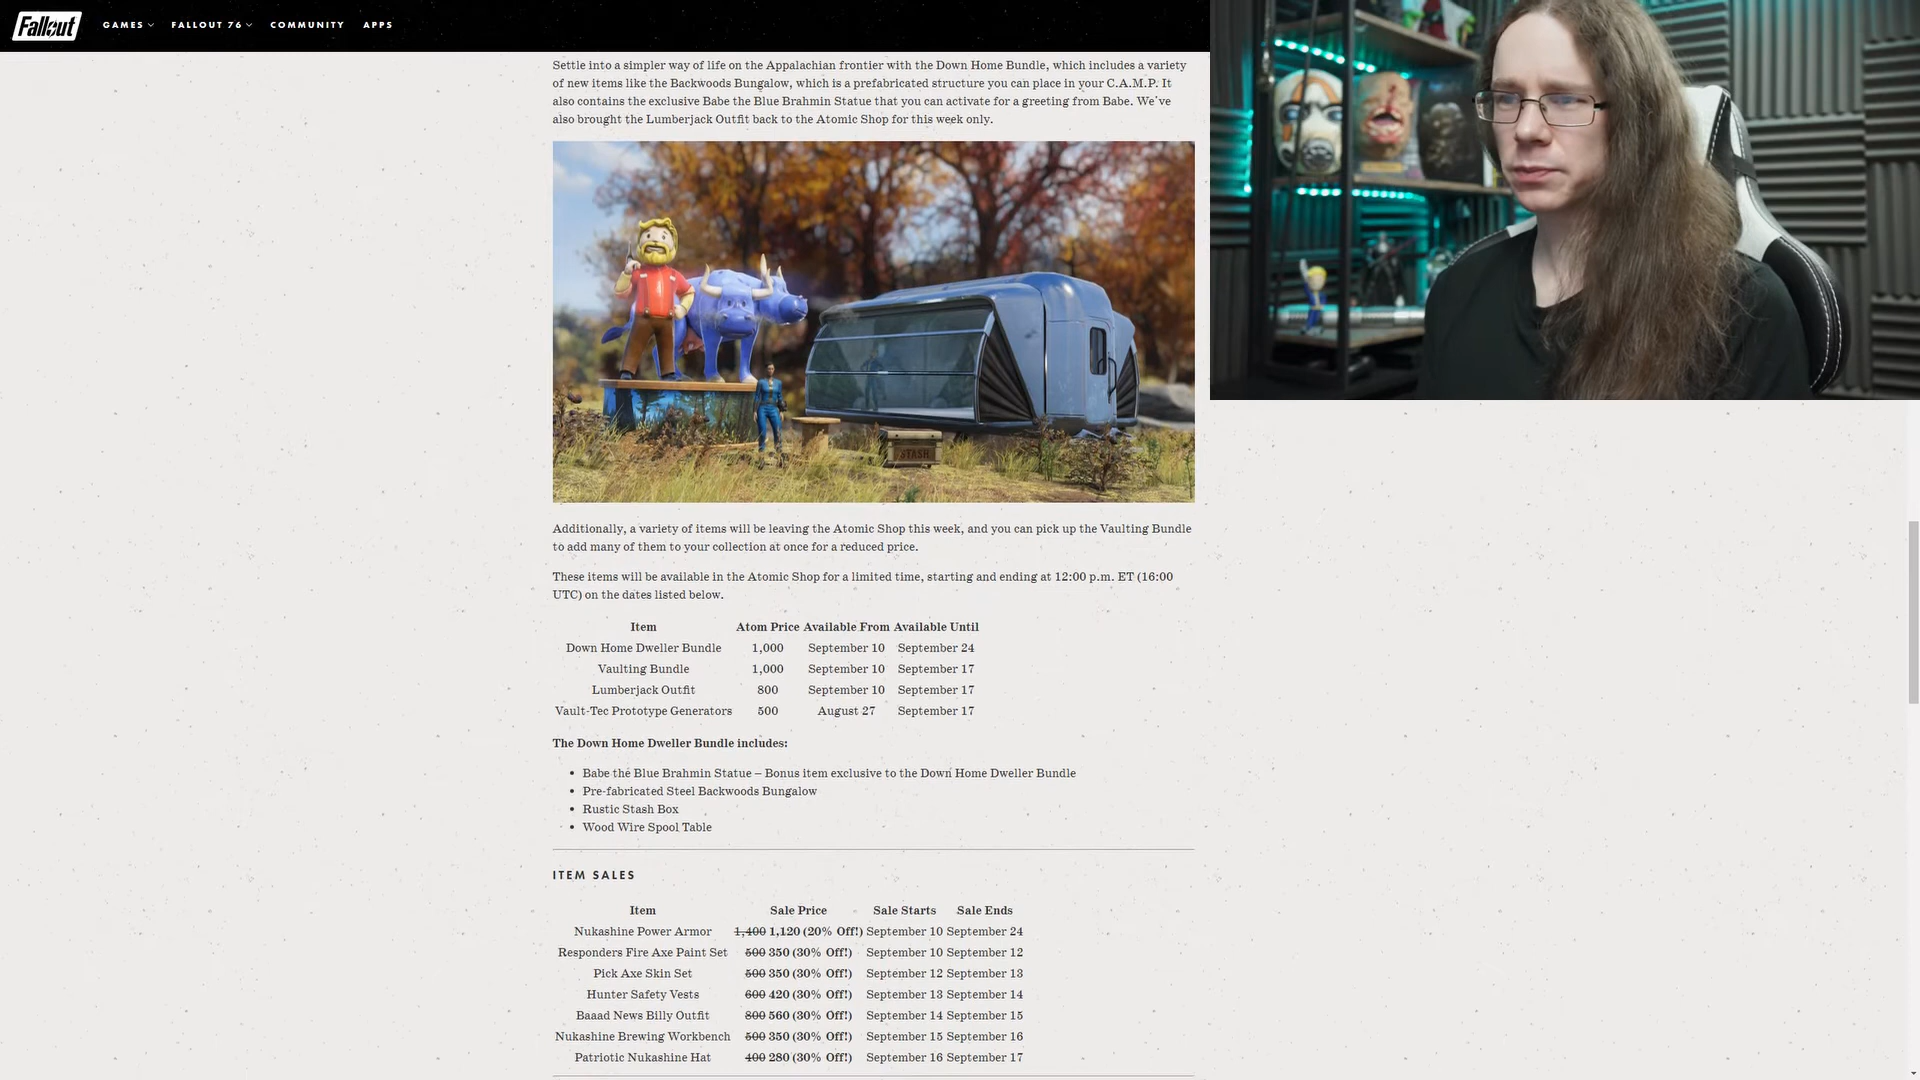 Fallout GAMES FALLOUT 76 COMMUNITY APPS
Settle into a simpler way of life on the Appalachian frontier with the Down Home Bundle, which includes a variety
of new items like the Backwoods Bungalow, which is a prefabricated structure you can place in your C.A.M.P. It
also contains the exclusive Babe the Blue Brahmin Statue that you can activate for a greeting from Babe. We've
also brought the Lumberjack Outfit back to the Atomic Shop for this week only.
STASH
Additionally, a variety of items will be leaving the Atomic Shop this week, and you can pick up the Vaulting Bundle
to add many of them to your collection at once for a reduced price.
These items will be available in the Atomic Shop for a limited time, starting and ending at 12:00 p.m. ET (16:00
UTC) on the dates listed below.
Item Atom Price Available From Available Until
Down Home Dweller Bundle 1,000 September 10 September 24
Vaulting Bundle 1,000 September 10 September 17
Lumberjack Outfit 800 September 10 September 17
Vault-Tec Prototype Generators 500 August 27 September 17
The Down Home Dweller Bundle includes:
• Babe the Blue Brahmin Statue – Bonus item exclusive to the Down Home Dweller Bundle
• Pre-fabricated Steel Backwoods Bungalow
• Rustic Stash Box
• Wood Wire Spool Table
ITEM SALES
Item Sale Price Sale Starts Sale Ends
Nukashine Power Armor 1,400 1,120 (20% Off!) September 10 September 24
Responders Fire Axe Paint Set 500 350 (30% Off!) September 10 September 12
Pick Axe Skin Set 500 350 (30% Off!) September 12 September 13
Hunter Safety Vests 600 420 (30% Off!) September 13 September 14
Baaad News Billy Outfit 800 560 (30% Off!) September 14 September 15
Nukashine Brewing Workbench 500 350 (30% Off!) September 15 September 16
Patriotic Nukashine Hat 400 280 (30% Off!) September 16 September 17